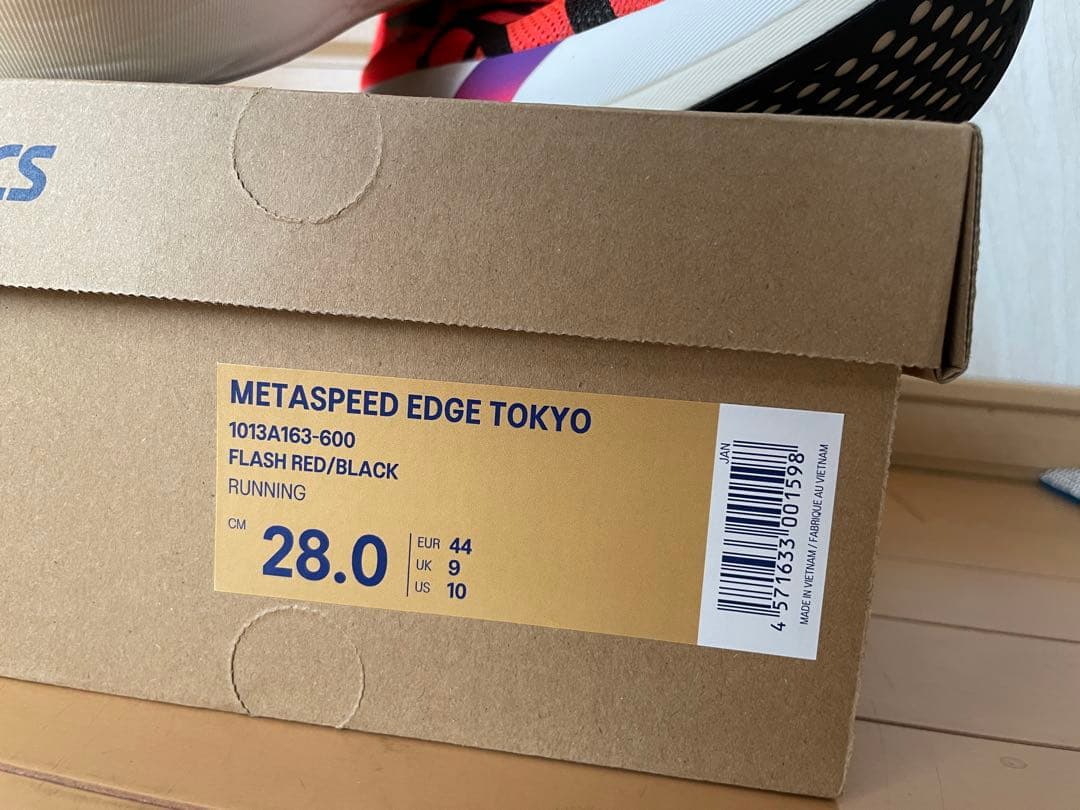 CS
METASPEED EDGE TOKYO
1013A163-600
FLASH RED/BLACK
RUNNING
CM 28.0
EUR 44
UK 9
US 10
JAN
4 571633 001598
MADE IN VIETNAM / FABRIQUE AU VIETNAM